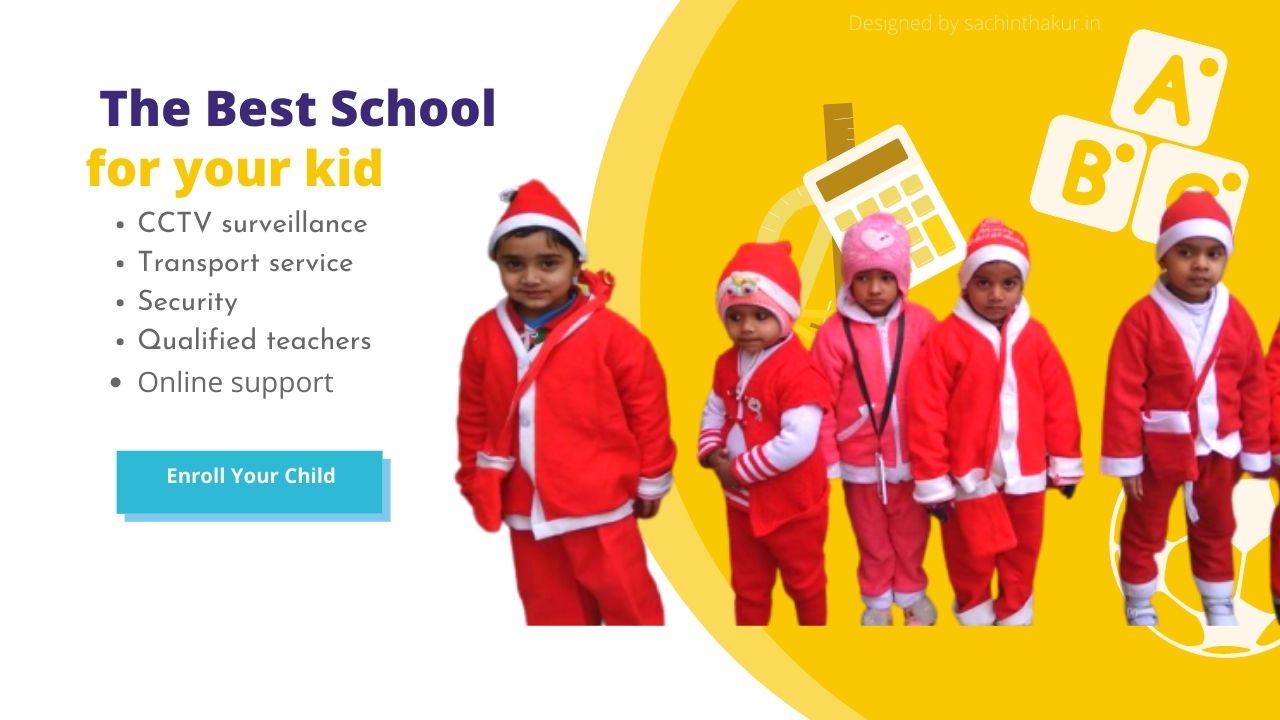 Designed by sachinthakur.in
The Best School
for your kid
CCTV surveillance
Transport service
Security
Qualified teachers
Online support
Enroll Your Child
A
B C